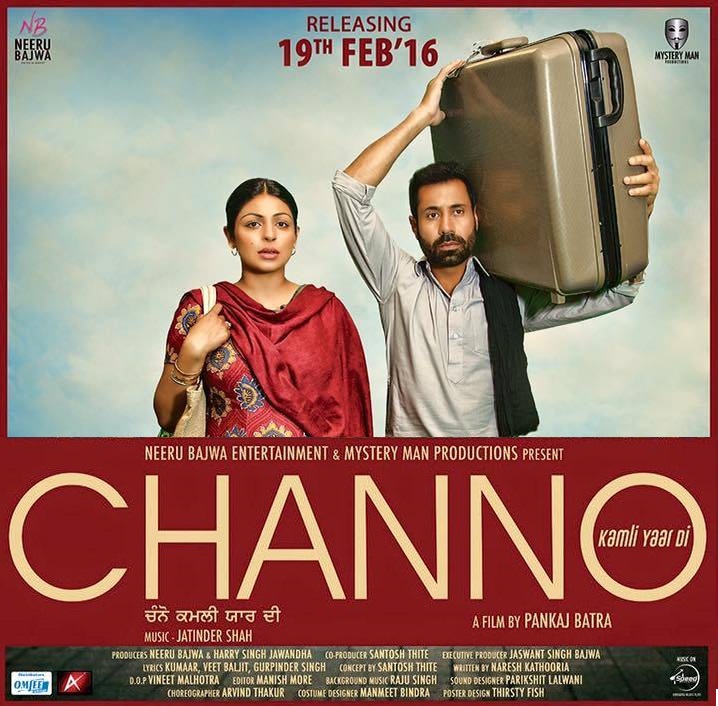 NB
NEERU
BAJWA
RELEASING
19TH FEB'16
MYSTERY MAN
PRODUCTIONS
NEERU BAJWA ENTERTAINMENT & MYSTERY MAN PRODUCTIONS PRESENT
CHANNO
Kamli Yaar Di
ਚੰਨੋ ਕਮਲੀ ਯਾਰ ਦੀ
MUSIC - JATINDER SHAH
A FILM BY PANKAJ BATRA
PRODUCERS NEERU BAJWA & HARRY SINGH JAWANDHA CO-PRODUCER SANTOSH THITE EXECUTIVE PRODUCER JASWANT SINGH BAJWA
LYRICS KUMAAR, VEET BALJIT, GURPINDER SINGH CONCEPT BY SANTOSH THITE WRITTEN BY NARESH KATHOORIA
D.O.P VINEET MALHOTRA EDITOR MANISH MORE BACKGROUND MUSIC RAJU SINGH SOUND DESIGNER PARIKSHIT LALWANI
CHOREOGRAPHER ARVIND THAKUR COSTUME DESIGNER MANMEET BINDRA POSTER DESIGN THIRSTY FISH
Distributors
OMJEE
MUSIC ON
Speed